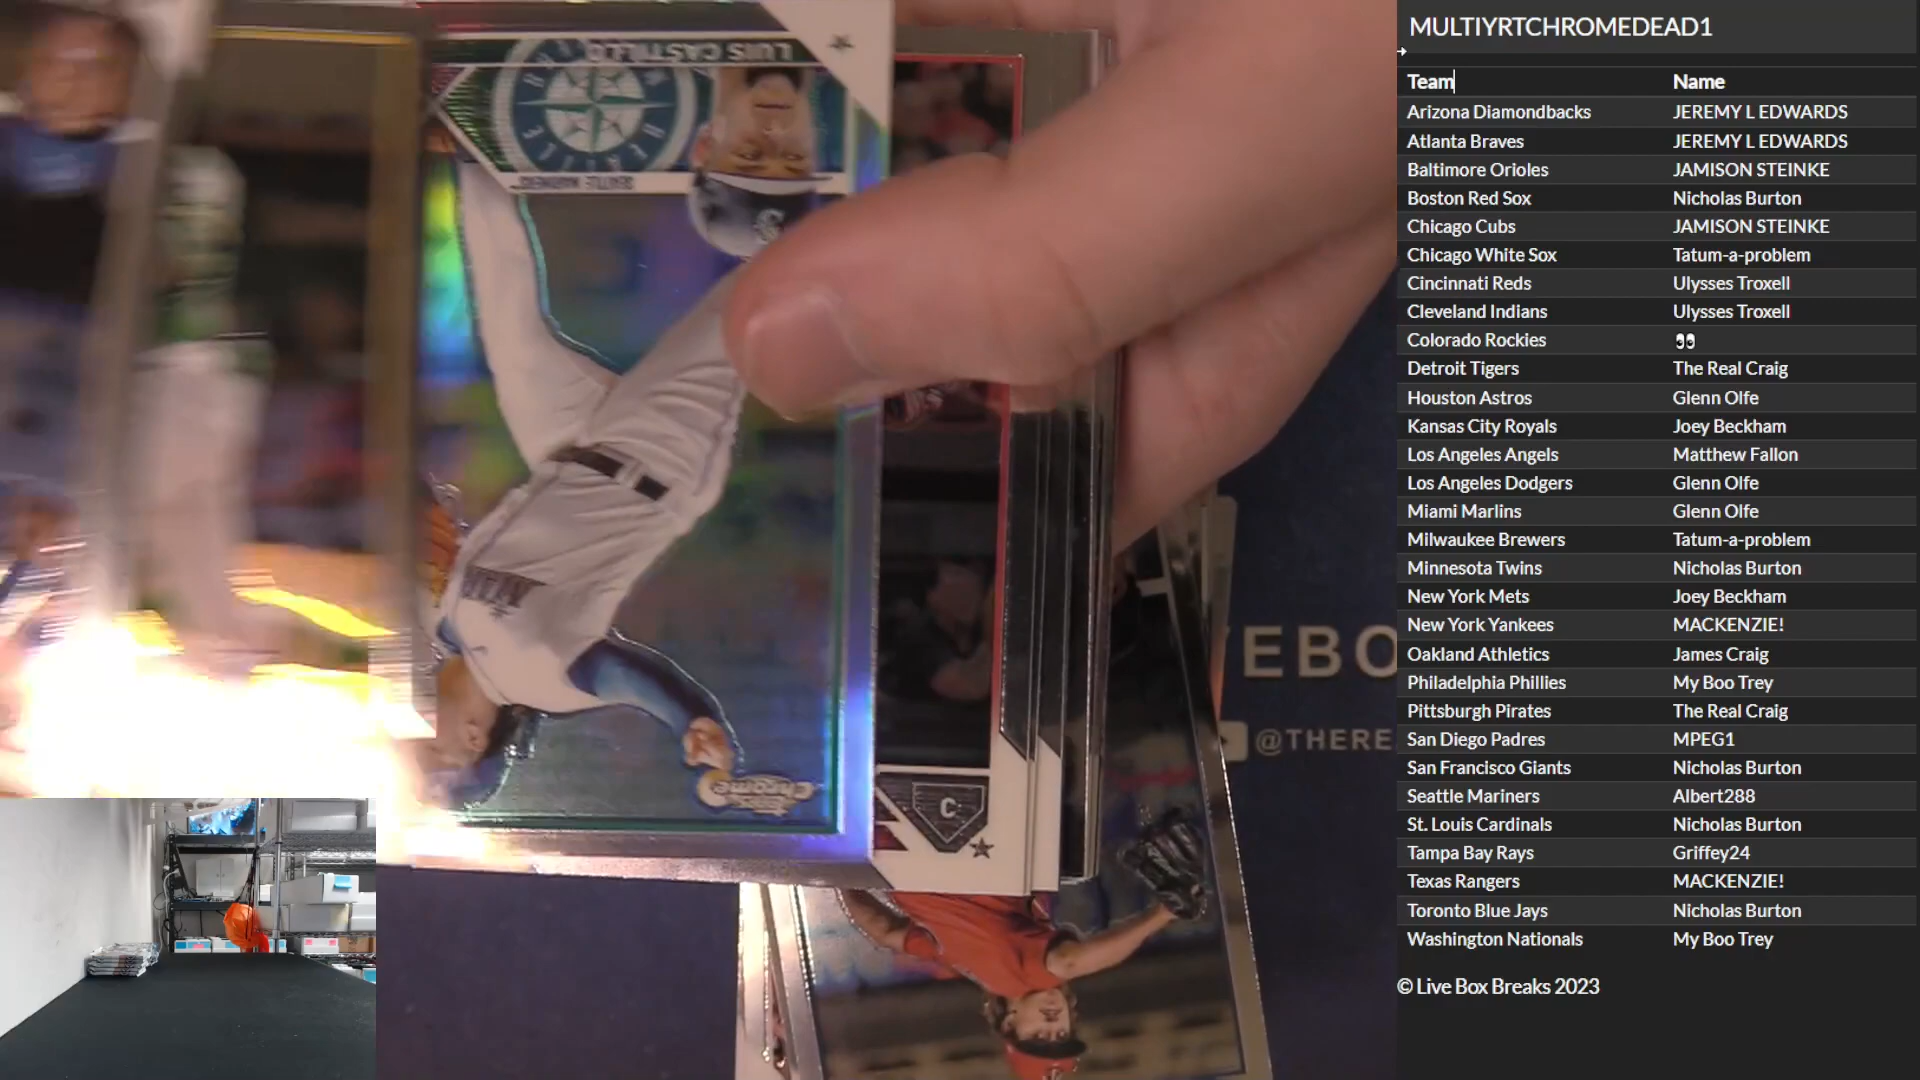 MULTIYRTCHROMEDEAD1
Team Name
Arizona Diamondbacks JEREMY L EDWARDS
Atlanta Braves JEREMY L EDWARDS
Baltimore Orioles JAMISON STEINKE
Boston Red Sox Nicholas Burton
Chicago Cubs JAMISON STEINKE
Chicago White Sox Tatum-a-problem
Cincinnati Reds Ulysses Troxell
Cleveland Indians Ulysses Troxell
Colorado Rockies 👀
Detroit Tigers The Real Craig
Houston Astros Glenn Olfe
Kansas City Royals Joey Beckham
Los Angeles Angels Matthew Fallon
Los Angeles Dodgers Glenn Olfe
Miami Marlins Glenn Olfe
Milwaukee Brewers Tatum-a-problem
Minnesota Twins Nicholas Burton
New York Mets Joey Beckham
New York Yankees MACKENZIE!
Oakland Athletics James Craig
Philadelphia Phillies My Boo Trey
Pittsburgh Pirates The Real Craig
San Diego Padres MPEG1
San Francisco Giants Nicholas Burton
Seattle Mariners Albert288
St. Louis Cardinals Nicholas Burton
Tampa Bay Rays Griffey24
Texas Rangers MACKENZIE!
Toronto Blue Jays Nicholas Burton
Washington Nationals My Boo Trey
© Live Box Breaks 2023
LUIS CASTILLO
SEATTLE MARINERS
Topps Chrome
C
EBO
@THERE